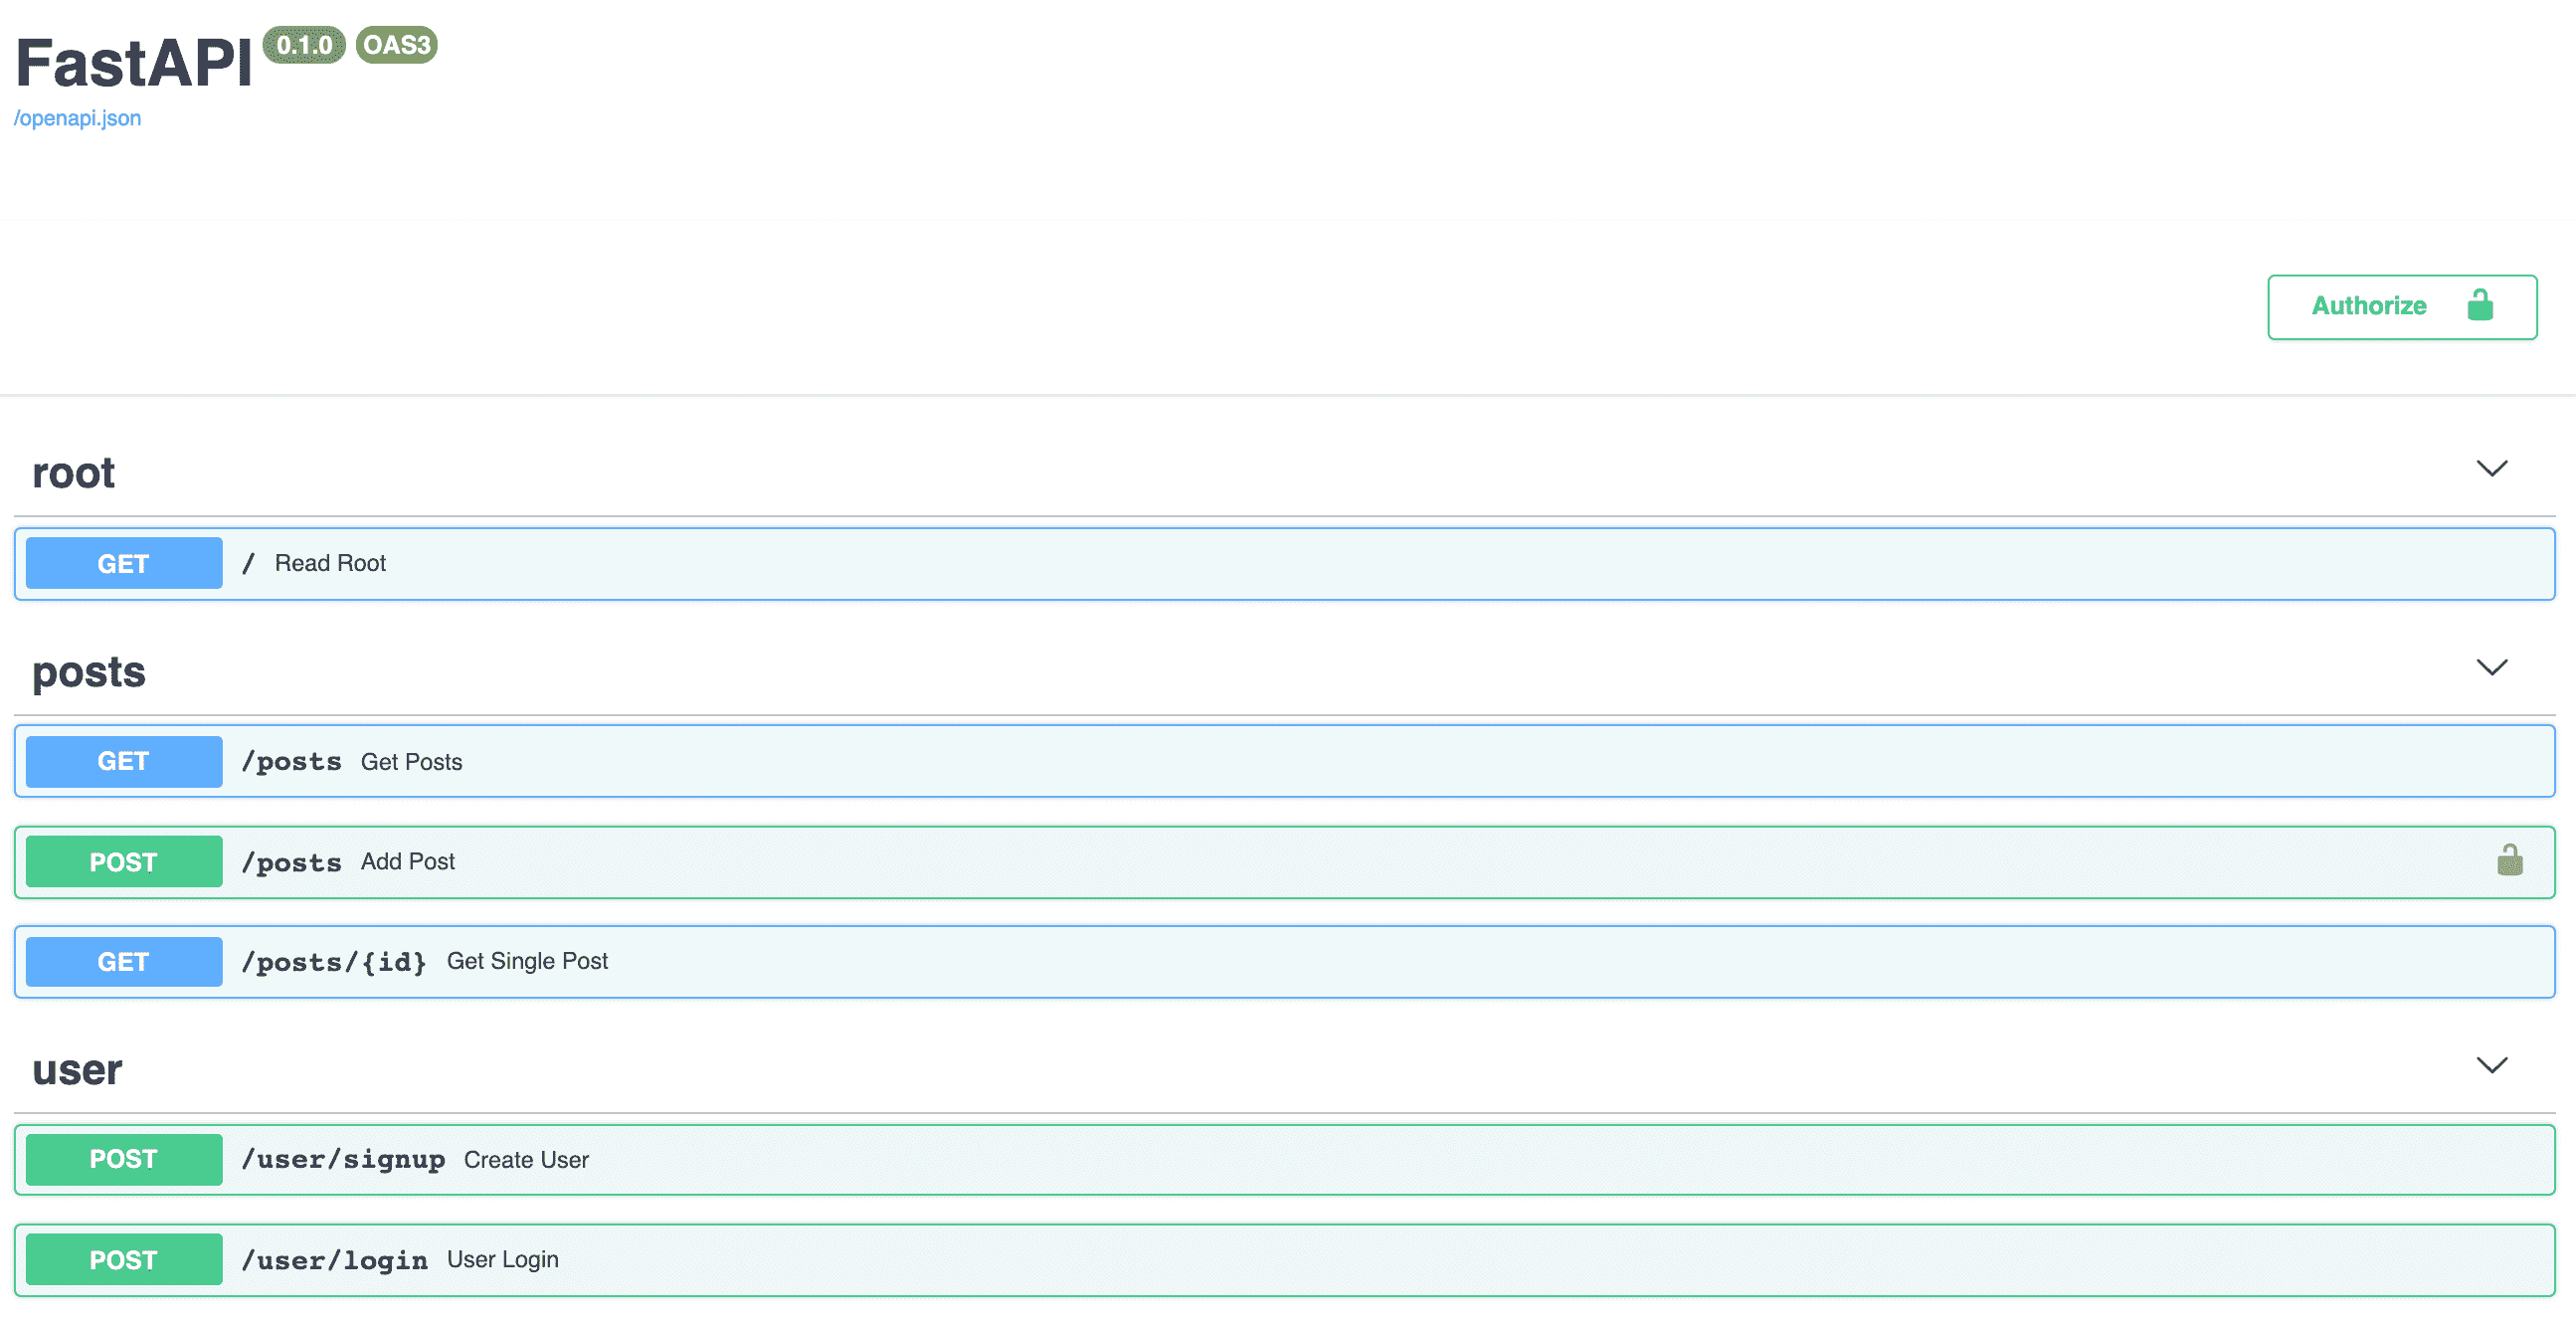 FastAPI 0.1.0 OAS3
/openapi.json
Authorize
root
GET / Read Root
posts
GET /posts Get Posts
POST /posts Add Post
GET /posts/{id} Get Single Post
user
POST /user/signup Create User
POST /user/login User Login